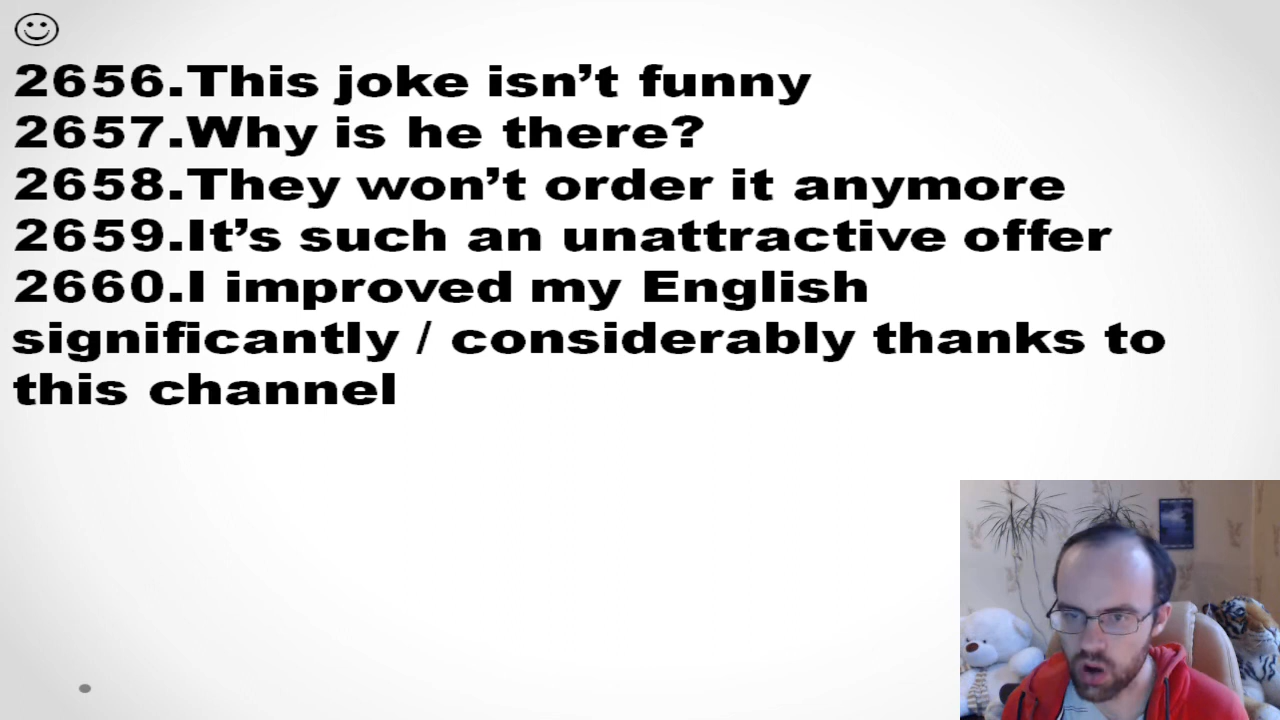 2656.This joke isn’t funny
2657.Why is he there?
2658.They won’t order it anymore
2659.It’s such an unattractive offer
2660.I improved my English
significantly / considerably thanks to
this channel